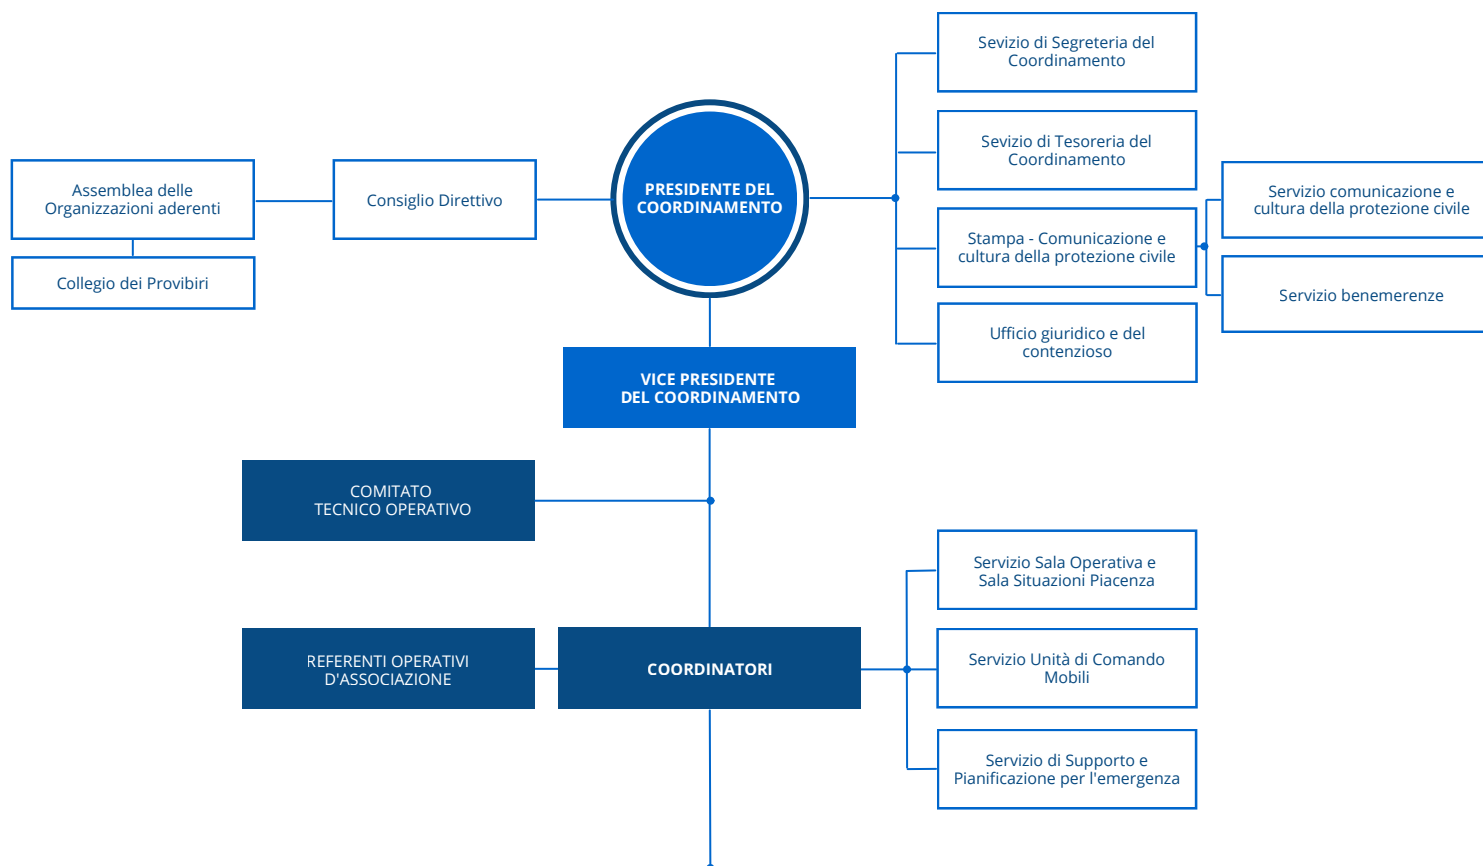 Sevizio di Segreteria del
Coordinamento
Sevizio di Tesoreria del
Coordinamento
Assemblea delle
Organizzazioni aderenti
Consiglio Direttivo
PRESIDENTE DEL
COORDINAMENTO
Servizio comunicazione e
cultura della protezione civile
Stampa - Comunicazione e
cultura della protezione civile
Collegio dei Provibiri
Servizio benemerenze
Ufficio giuridico e del
contenzioso
VICE PRESIDENTE
DEL COORDINAMENTO
COMITATO
TECNICO OPERATIVO
Servizio Sala Operativa e
Sala Situazioni Piacenza
REFERENTI OPERATIVI
D'ASSOCIAZIONE
COORDINATORI
Servizio Unità di Comando
Mobili
Servizio di Supporto e
Pianificazione per l'emergenza